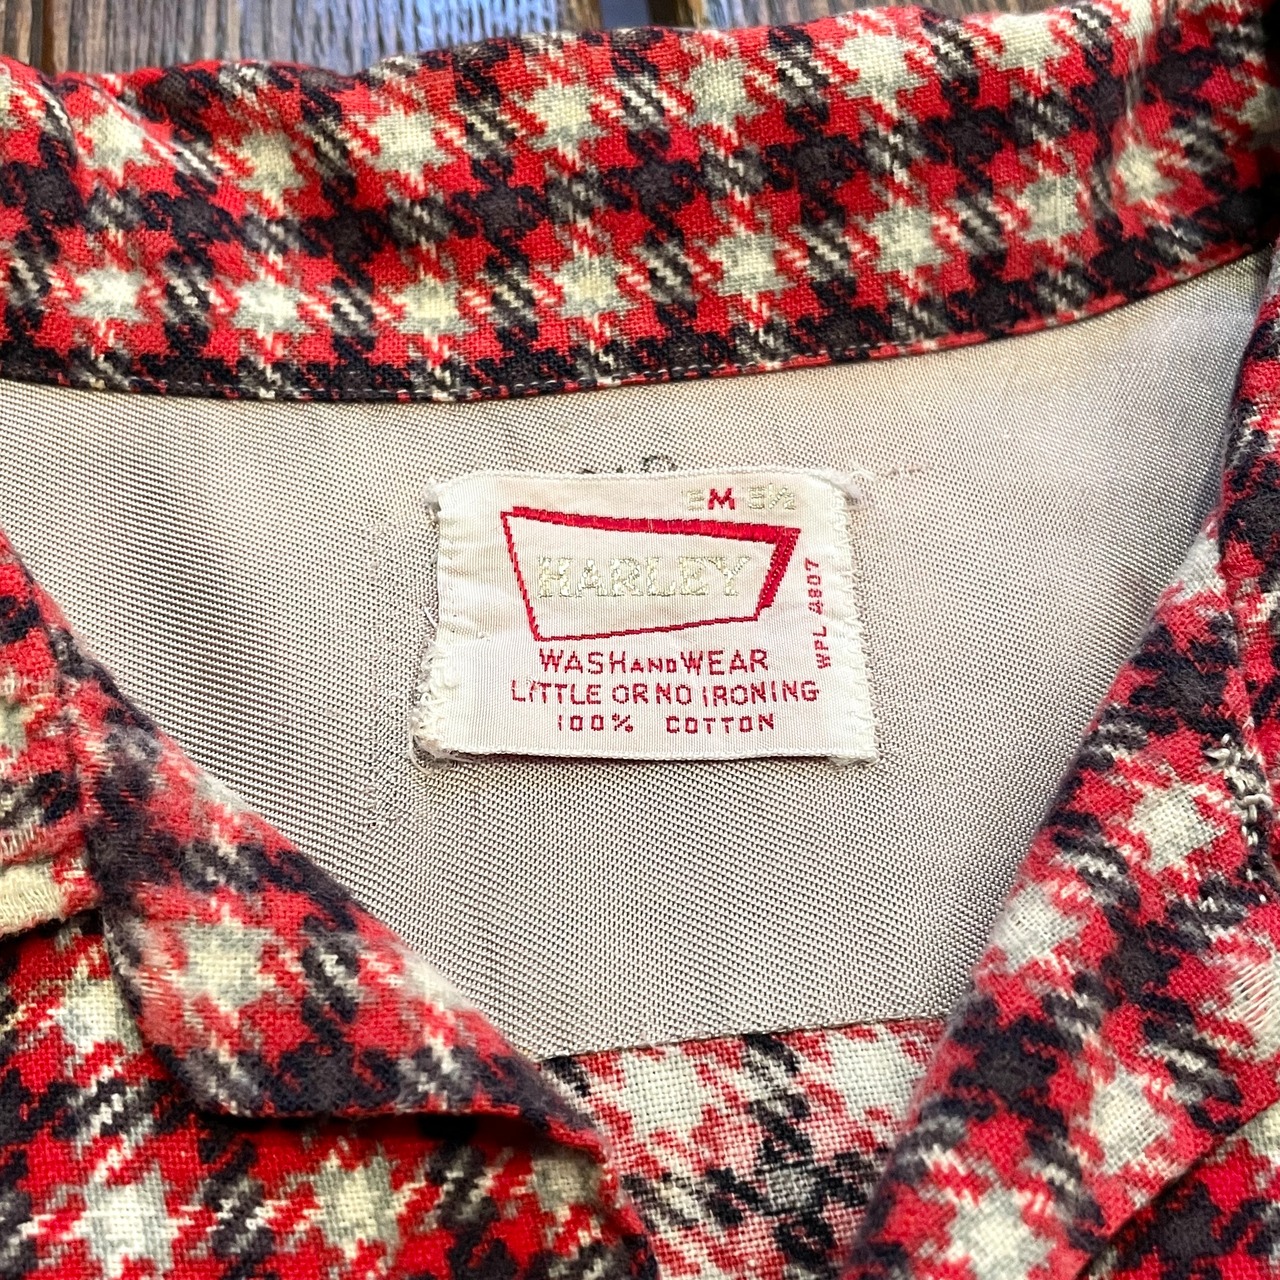 M
HARLEY
WPL 4807
WASH AND WEAR
LITTLE OR NO IRONING
100% COTTON